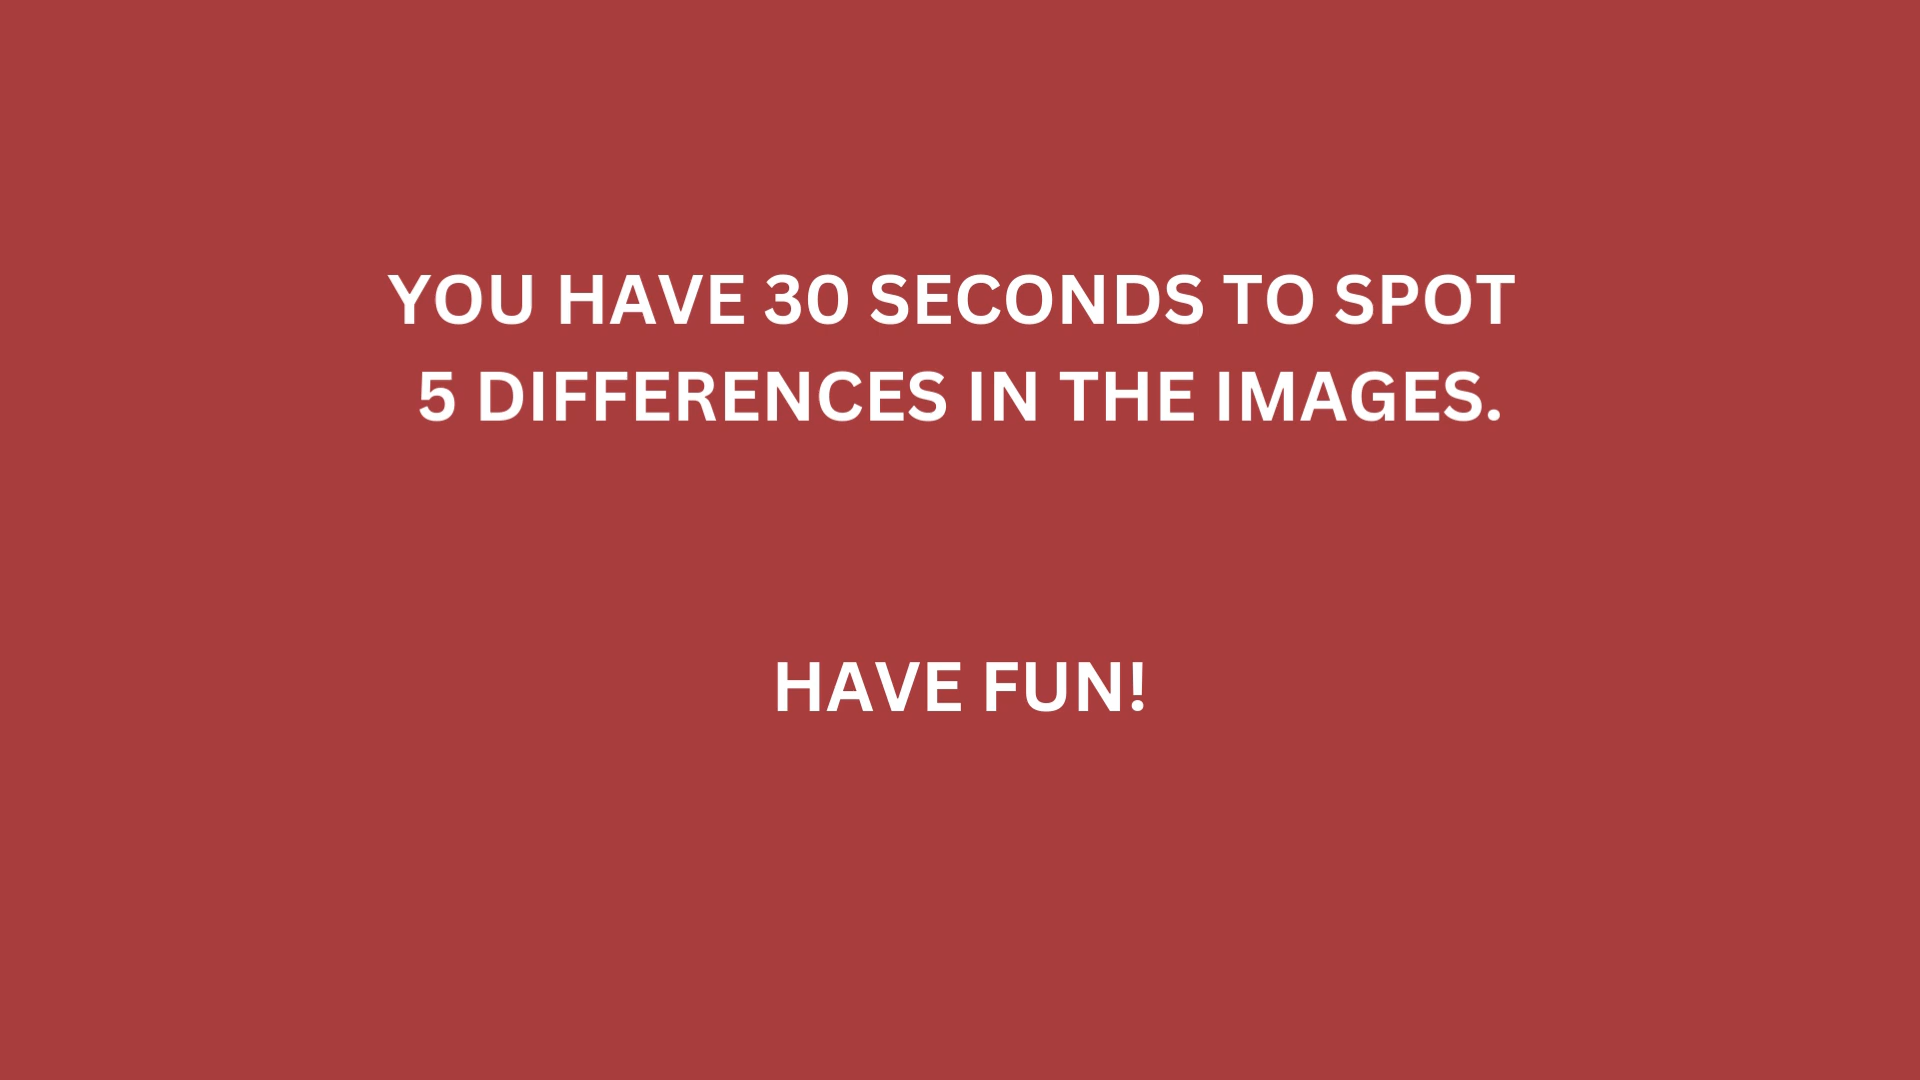 YOU HAVE 30 SECONDS TO SPOT
5 DIFFERENCES IN THE IMAGES.
HAVE FUN!